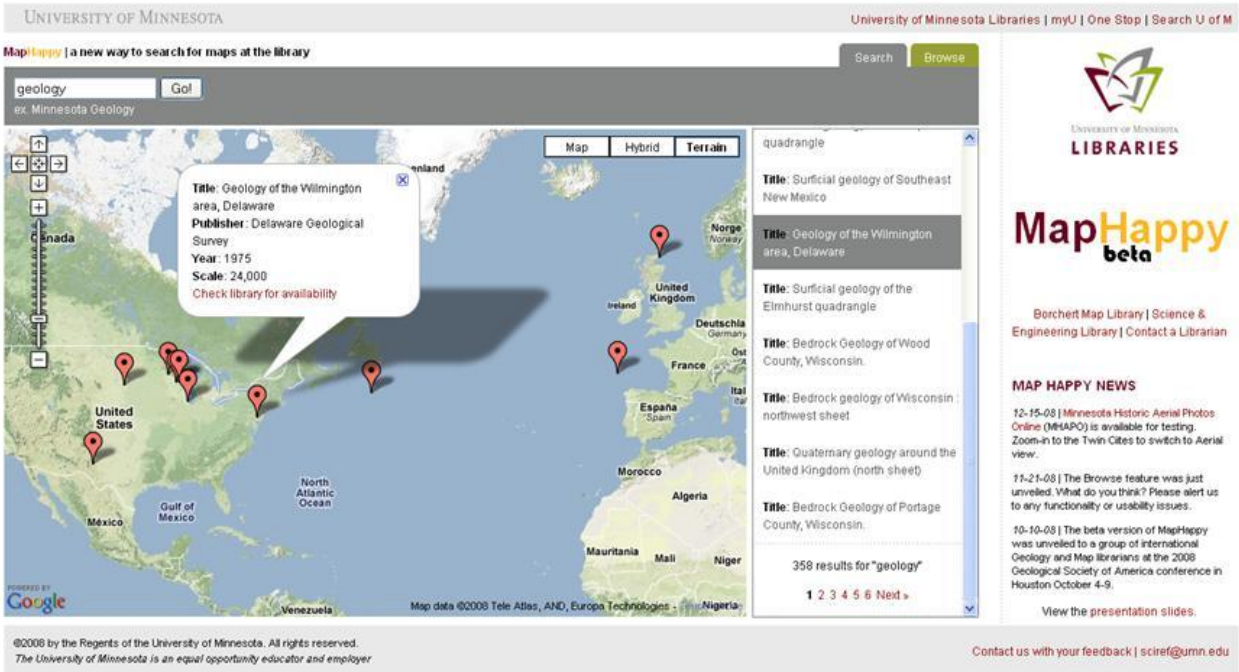 UNIVERSITY OF MINNESOTA
University of Minnesota Libraries | myU | One Stop | Search U of M
MapHappy | a new way to search for maps at the library
Search
Browse
geology
Go!
ex. Minnesota Geology
Map
Hybrid
Terrain
Title: Geology of the Wilmington
area, Delaware
Publisher: Delaware Geological
Survey
Year: 1975
Scale: 24,000
Check library for availability
enland
Canada
Norge
Norway
United
Kingdom
Ireland
Deutschla
Germany
France
Ital
España
Spain
United
States
North
Atlantic
Ocean
Gulf of
Mexico
México
Morocco
Algeria
Mauritania
Mali
Niger
Nigeria
Venezuela
POWERED BY
Google
Map data ©2008 Tele Atlas, AND, Europa Technologies -
quadrangle
Title: Surficial geology of Southeast
New Mexico
Title: Geology of the Wilmington
area, Delaware
Title: Surficial geology of the
Elmhurst quadrangle
Title: Bedrock Geology of Wood
County, Wisconsin.
Title: Bedrock geology of Wisconsin :
northwest sheet
Title: Quaternary geology around the
United Kingdom (north sheet)
Title: Bedrock Geology of Portage
County, Wisconsin.
358 results for "geology"
1 2 3 4 5 6 Next »
UNIVERSITY OF MINNESOTA
LIBRARIES
MapHappy
beta
Borchert Map Library | Science &
Engineering Library | Contact a Librarian
MAP HAPPY NEWS
12-15-08 | Minnesota Historic Aerial Photos
Online (MHAPO) is available for testing.
Zoom-in to the Twin Cites to switch to Aerial
view.
11-21-08 | The Browse feature was just
unveiled. What do you think? Please alert us
to any functionality or usability issues.
10-10-08 | The beta version of MapHappy
was unveiled to a group of international
Geology and Map librarians at the 2008
Geological Society of America conference in
Houston October 4-9.
View the presentation slides.
©2008 by the Regents of the University of Minnesota. All rights reserved.
The University of Minnesota is an equal opportunity educator and employer
Contact us with your feedback | sciref@umn.edu